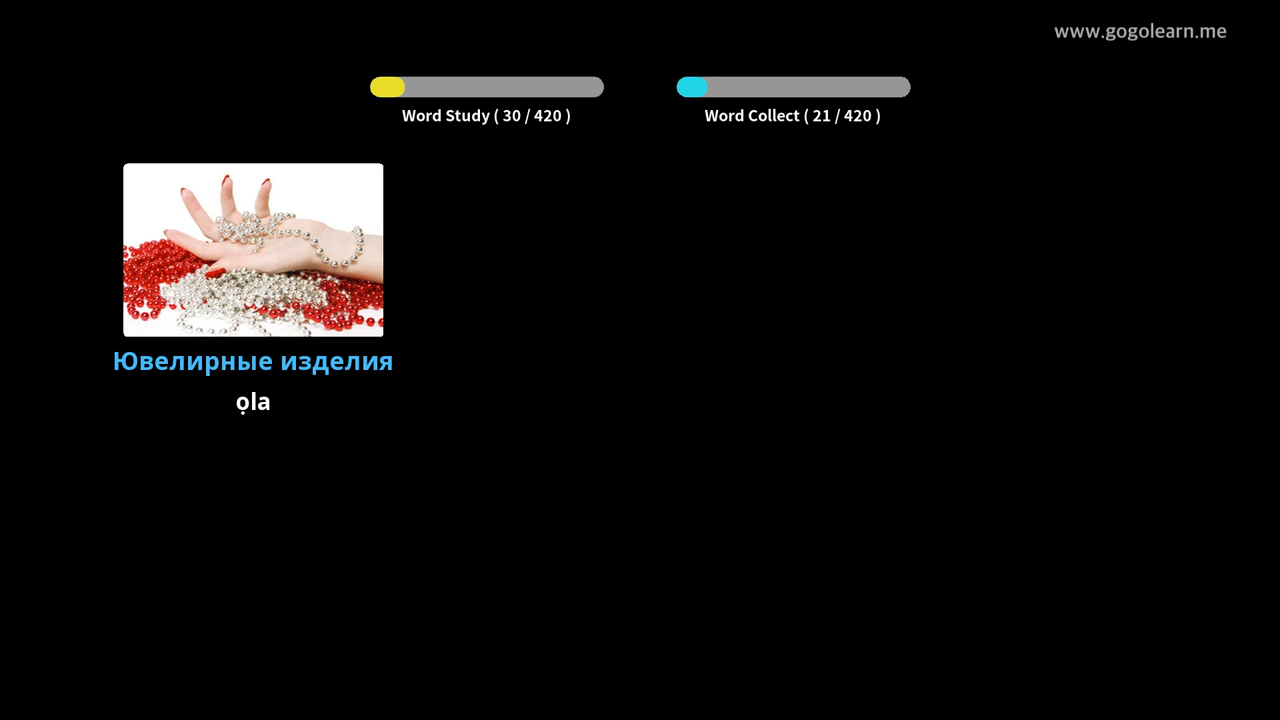 www.gogolearn.me
Word Study ( 30 / 420 )
Word Collect ( 21 / 420 )
Ювелирные изделия
ọla